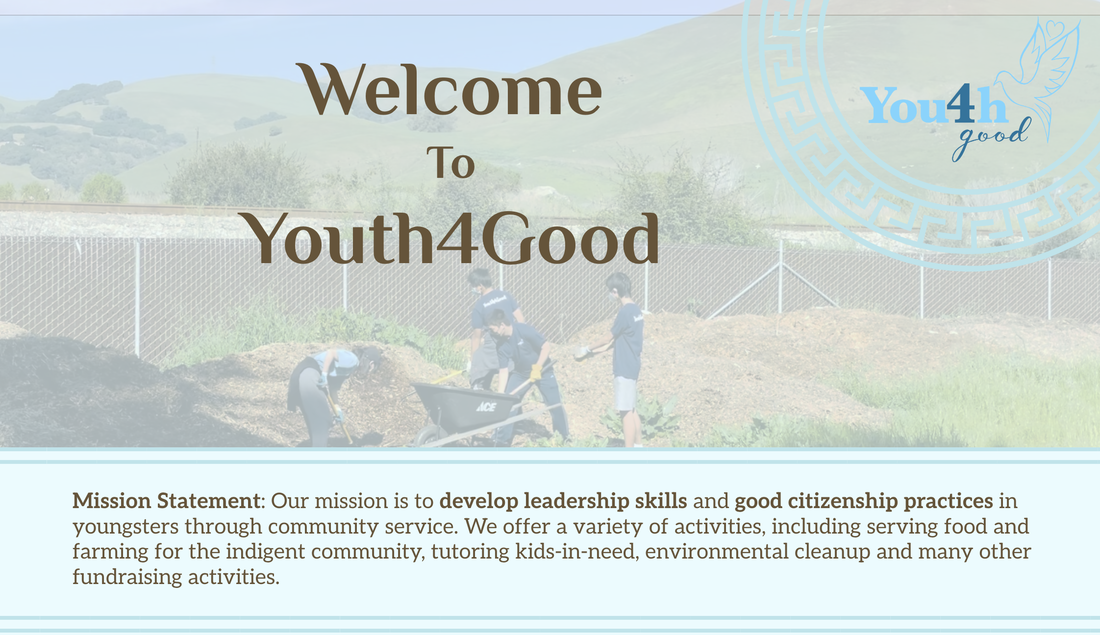 Welcome
To
Youth4Good
You4h
good
ACE
Mission Statement: Our mission is to develop leadership skills and good citizenship practices in
youngsters through community service. We offer a variety of activities, including serving food and
farming for the indigent community, tutoring kids-in-need, environmental cleanup and many other
fundraising activities.